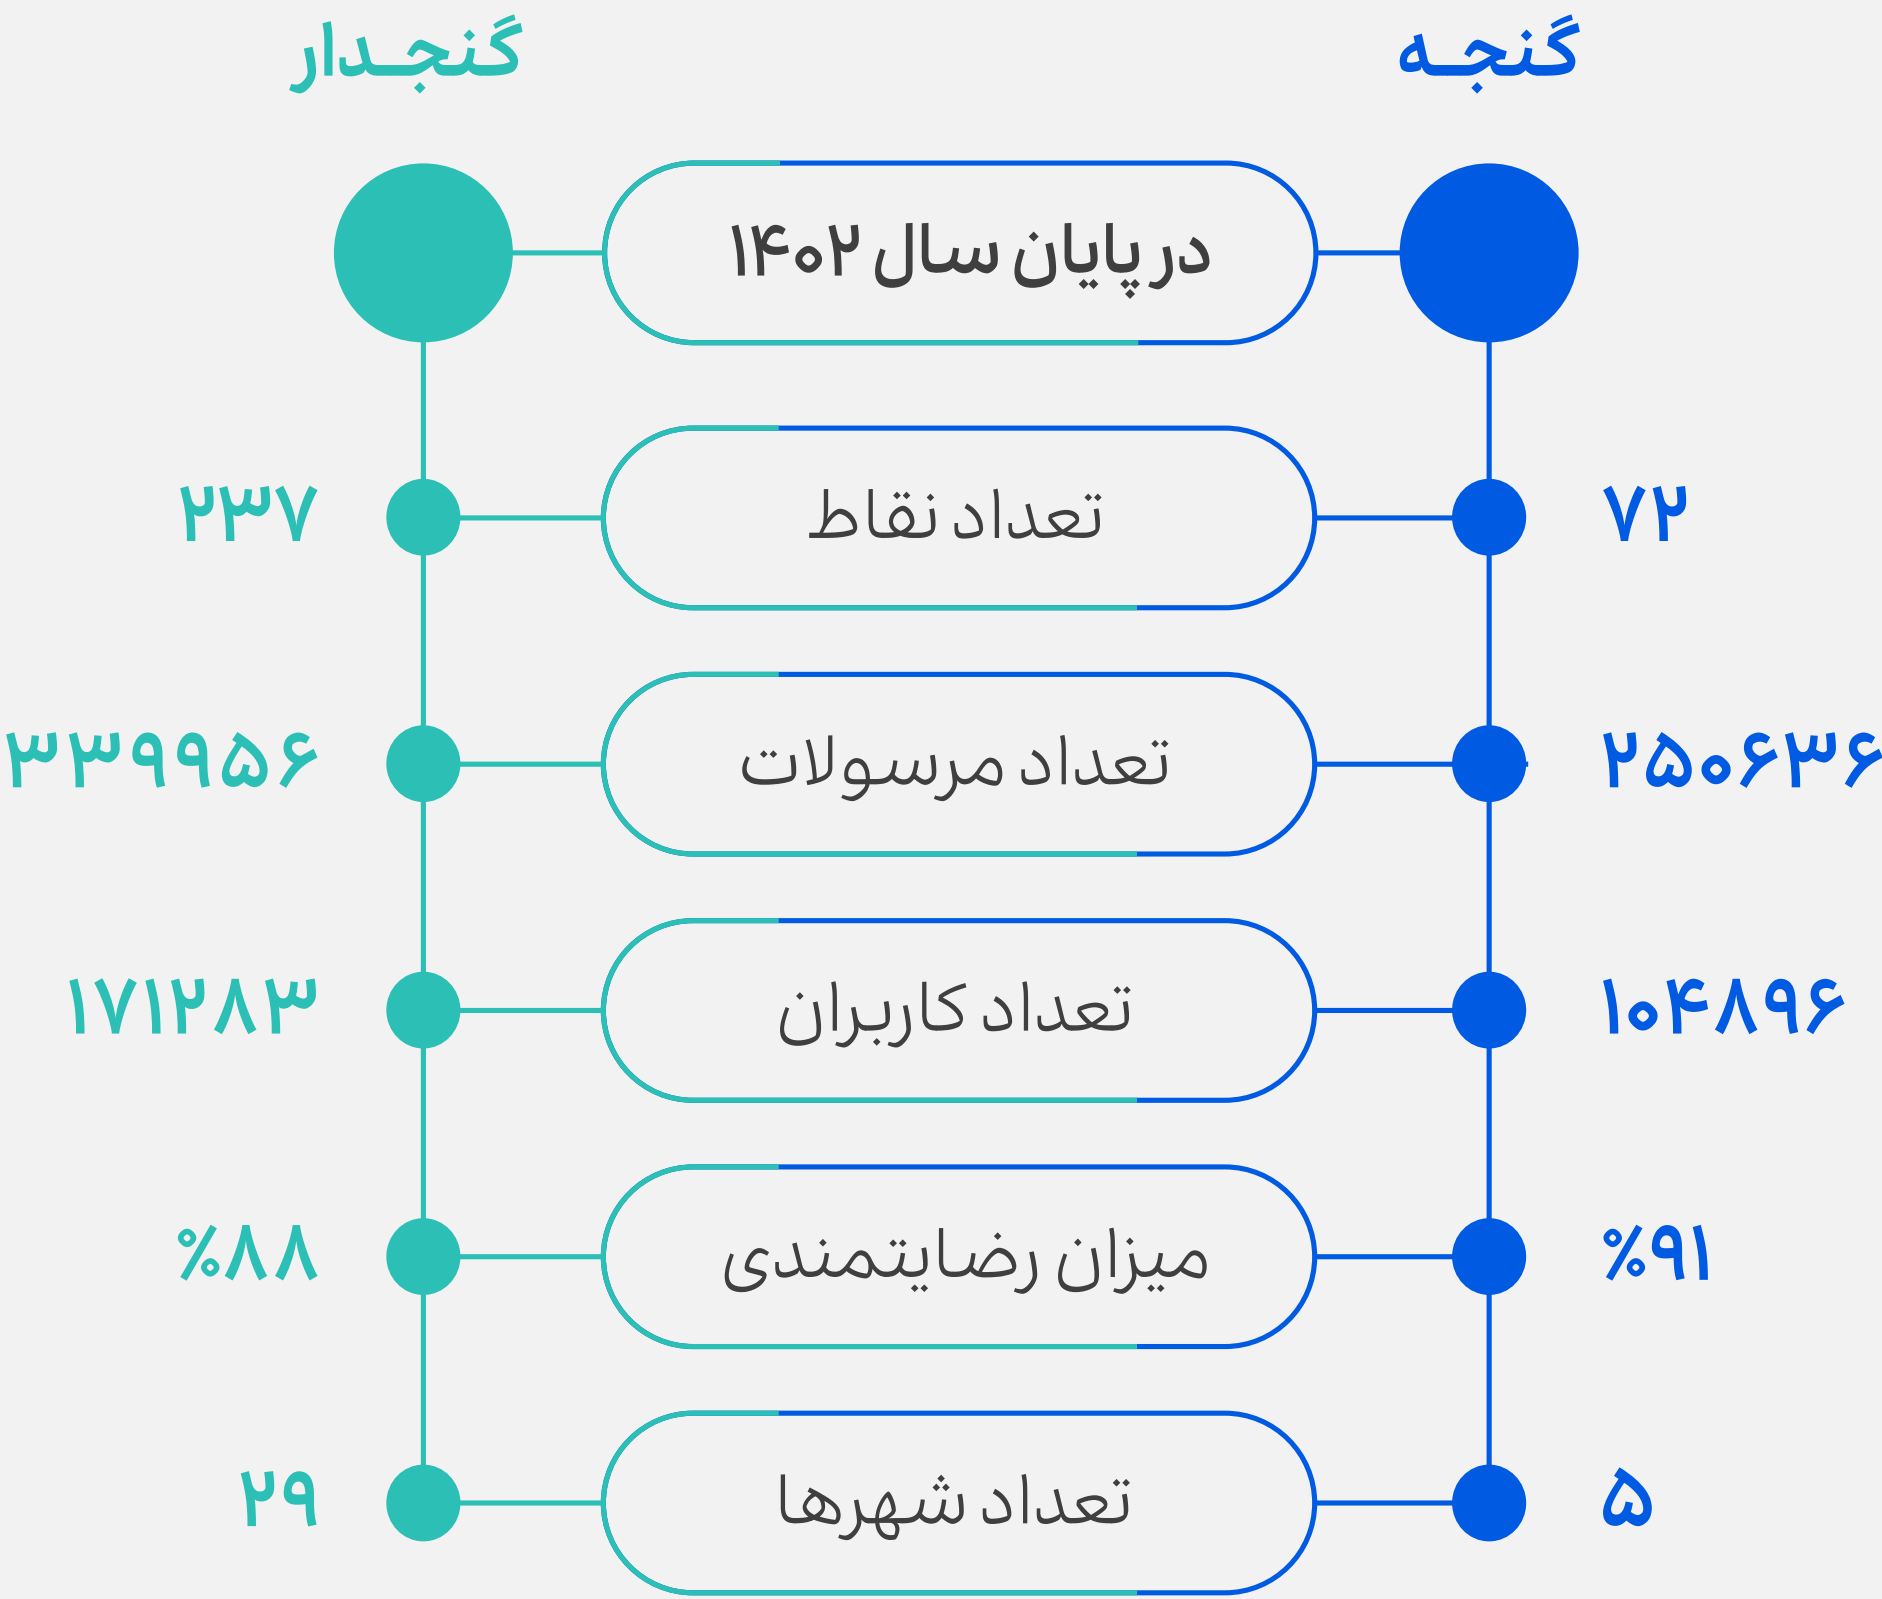 گنجه
گنجدار
در پایان سال ۱۴۰۲
۷۲
تعداد نقاط
۲۳۷
۲۵۰۶۳۶
تعداد مرسولات
۳۳۹۹۵۶
۱۰۴۸۹۶
تعداد کاربران
۱۷۱۲۸۳
%۹۱
میزان رضایتمندی
%۸۸
۵
تعداد شهرها
۲۹